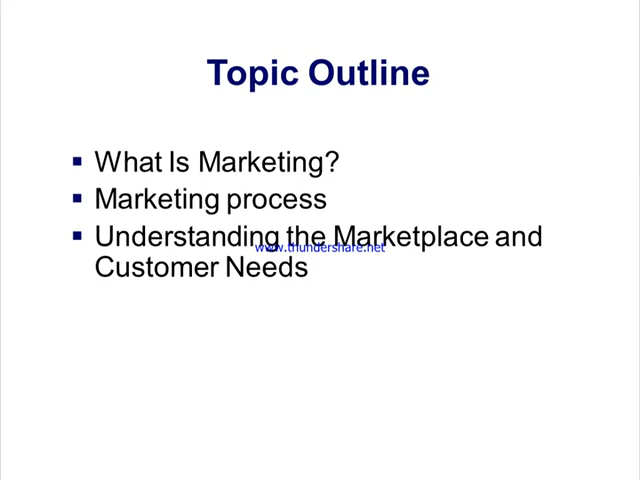 Topic Outline
What Is Marketing?
Marketing process
Understanding the Marketplace and
www.thundershare.net
Customer Needs